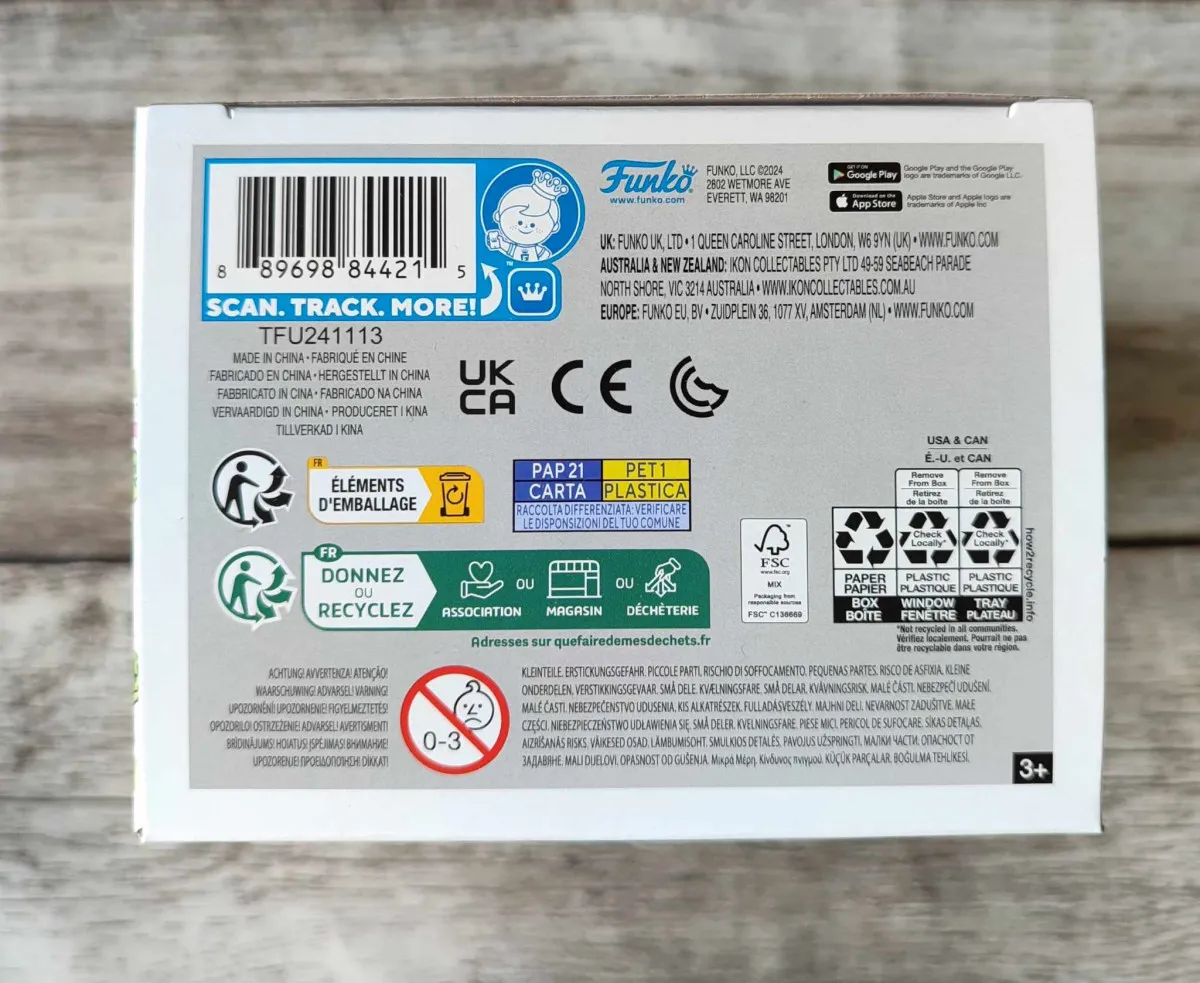 8 89698 84421 5
SCAN. TRACK. MORE!
TFU241113
MADE IN CHINA • FABRIQUÉ EN CHINE
FABRICADO EN CHINA • HERGESTELLT IN CHINA
FABBRICATO IN CINA • FABRICADO NA CHINA
VERVAARDIGD IN CHINA • PRODUCERET I KINA
TILLVERKAD I KINA
Funko
www.funko.com
FUNKO, LLC ©2024
2802 WETMORE AVE
EVERETT, WA 98201
GET IT ON
Google Play
Google Play and the Google Play
logo are trademarks of Google LLC.
Download on the
App Store
Apple Store and Apple logo are
trademarks of Apple Inc
UK: FUNKO UK, LTD • 1 QUEEN CAROLINE STREET, LONDON, W6 9YN (UK) • WWW.FUNKO.COM
AUSTRALIA & NEW ZEALAND: IKON COLLECTABLES PTY LTD 49-59 SEABEACH PARADE
NORTH SHORE, VIC 3214 AUSTRALIA • WWW.IKONCOLLECTABLES.COM.AU
EUROPE: FUNKO EU, BV • ZUIDPLEIN 36, 1077 XV, AMSTERDAM (NL) • WWW.FUNKO.COM
UK
CA
CE
FR
ÉLÉMENTS
D'EMBALLAGE
PAP 21 PET 1
CARTA PLASTICA
RACCOLTA DIFFERENZIATA: VERIFICARE
LE DISPOSIZIONI DEL TUO COMUNE
FR
DONNEZ
OU
RECYCLEZ
ASSOCIATION OU MAGASIN OU DÉCHÈTERIE
Adresses sur quefairedemesdechets.fr
FSC
www.fsc.org
MIX
Packaging from
responsible sources
FSC™ C136669
USA & CAN
É.-U. et CAN
Remove From Box Retirez de la boîte
Remove From Box Retirez de la boîte
Check Locally*
Check Locally*
PAPER PAPIER
PLASTIC PLASTIQUE
PLASTIC PLASTIQUE
BOX BOÎTE
WINDOW FENÊTRE
TRAY PLATEAU
how2recycle.info
*Not recycled in all communities.
Vérifiez localement. Pourrait ne pas
être recyclable dans votre région.
ACHTUNG! AVVERTENZA! ATENÇÃO!
WAARSCHUWING! ADVARSEL! VARNING!
UPOZORNĚNÍ! UPOZORNENIE! FIGYELMEZTETÉS!
OPOZORILO! OSTRZEŻENIE! ADVARSEL! AVERTISMENT!
BRĪDINĀJUMS! HOIATUS! ĮSPĖJIMAS! ВНИМАНИЕ!
UPOZORENJE! ΠΡΟΕΙΔΟΠΟΙΗΣΗ! DİKKAT!
0-3
KLEINTEILE. ERSTICKUNGSGEFAHR. PICCOLE PARTI. RISCHIO DI SOFFOCAMENTO. PEQUENAS PARTES. RISCO DE ASFIXIA. KLEINE
ONDERDELEN. VERSTIKKINGSGEVAAR. SMÅ DELE. KVÆLNINGSFARE. SMÅ DELAR. KVÄVNINGSRISK. MALÉ ČÁSTI. NEBEZPEČÍ UDUŠENÍ.
MALÉ ČASTI. NEBEZPEČENSTVO UDUSENIA. KIS ALKATRÉSZEK. FULLADÁSVESZÉLY. MAJHNI DELI. NEVARNOST ZADUŠITVE. MAŁE
CZĘŚCI. NIEBEZPIECZEŃSTWO UDŁAWIENIA SIĘ. SMÅ DELER. KVELNINGSFARE. PIESE MICI. PERICOL DE SUFOCARE. SĪKAS DETAĻAS.
AIZRĪŠANĀS RISKS. VÄIKESED OSAD. LÄMBUMISOHT. SMULKIOS DETALĖS. PAVOJUS UŽSPRINGTI. МАЛКИ ЧАСТИ. ОПАСНОСТ ОТ
ЗАДАВЯНЕ. MALI DIJELOVI. OPASNOST OD GUŠENJA. Μικρά Μέρη. Κίνδυνος πνιγμού. KÜÇÜK PARÇALAR. BOĞULMA TEHLİKESİ.
3+